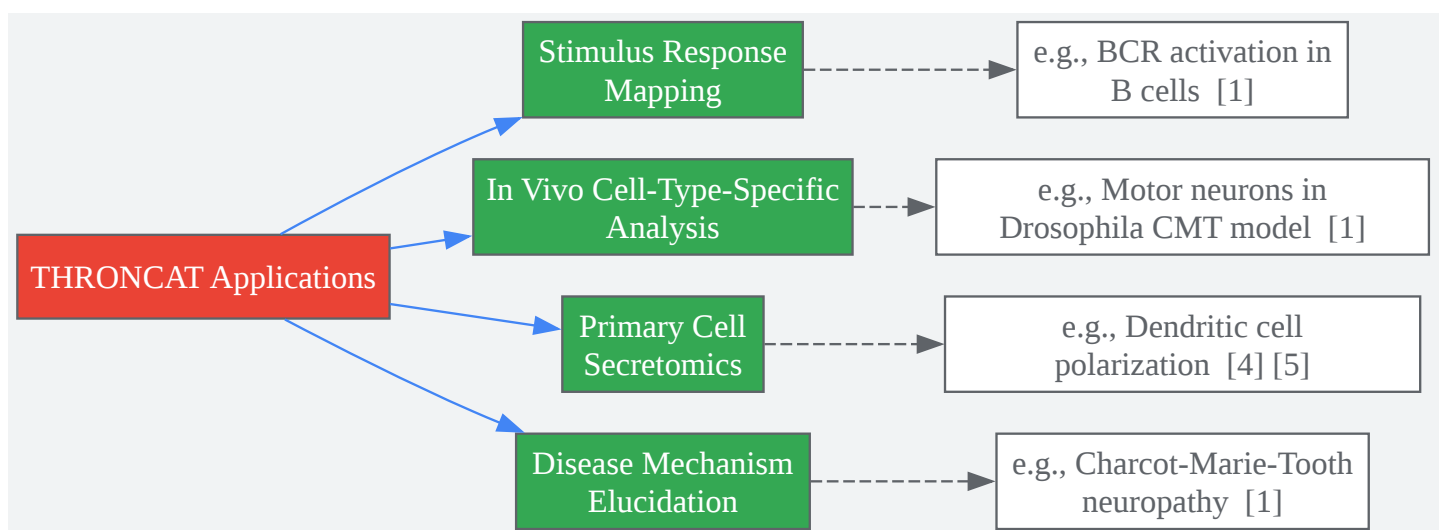 THRONCAT Applications
Stimulus Response
Mapping
e.g., BCR activation in
B cells [1]
In Vivo Cell-Type-Specific
Analysis
e.g., Motor neurons in
Drosophila CMT model [1]
Primary Cell
Secretomics
e.g., Dendritic cell
polarization [4] [5]
Disease Mechanism
Elucidation
e.g., Charcot-Marie-Tooth
neuropathy [1]